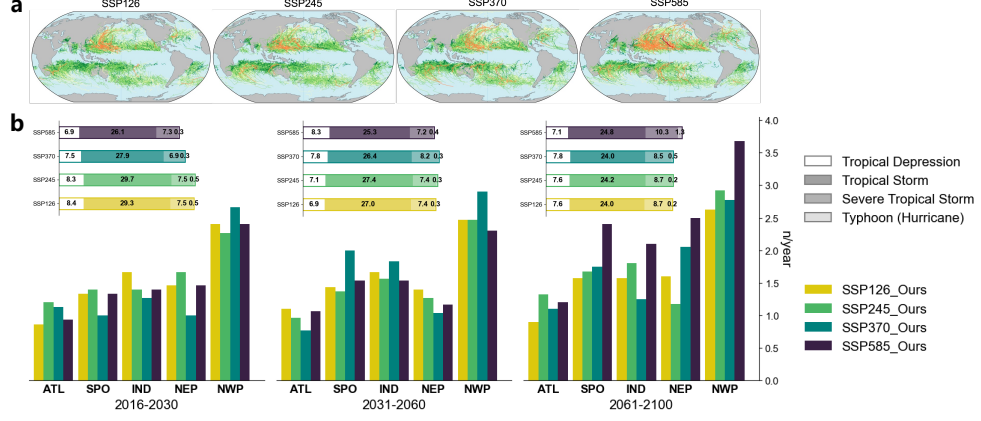 a
SSP126
SSP245
SSP370
SSP585
b
SSP585 6.9 26.1 7.3 0.3
SSP370 7.5 27.9 6.9 0.3
SSP245 8.3 29.7 7.5 0.5
SSP126 8.4 29.3 7.5 0.5
SSP585 8.3 25.3 7.2 0.4
SSP370 7.8 26.4 8.2 0.3
SSP245 7.1 27.4 7.4 0.3
SSP126 6.9 27.0 7.4 0.3
SSP585 7.1 24.8 10.3 1.3
SSP370 7.8 24.0 8.5 0.5
SSP245 7.6 24.2 8.7 0.2
SSP126 7.6 24.0 8.7 0.2
4.0
3.5
3.0
2.5
2.0
1.5
1.0
0.5
0.0
n/year
Tropical Depression
Tropical Storm
Severe Tropical Storm
Typhoon (Hurricane)
SSP126_Ours
SSP245_Ours
SSP370_Ours
SSP585_Ours
ATL SPO IND NEP NWP
2016-2030
ATL SPO IND NEP NWP
2031-2060
ATL SPO IND NEP NWP
2061-2100